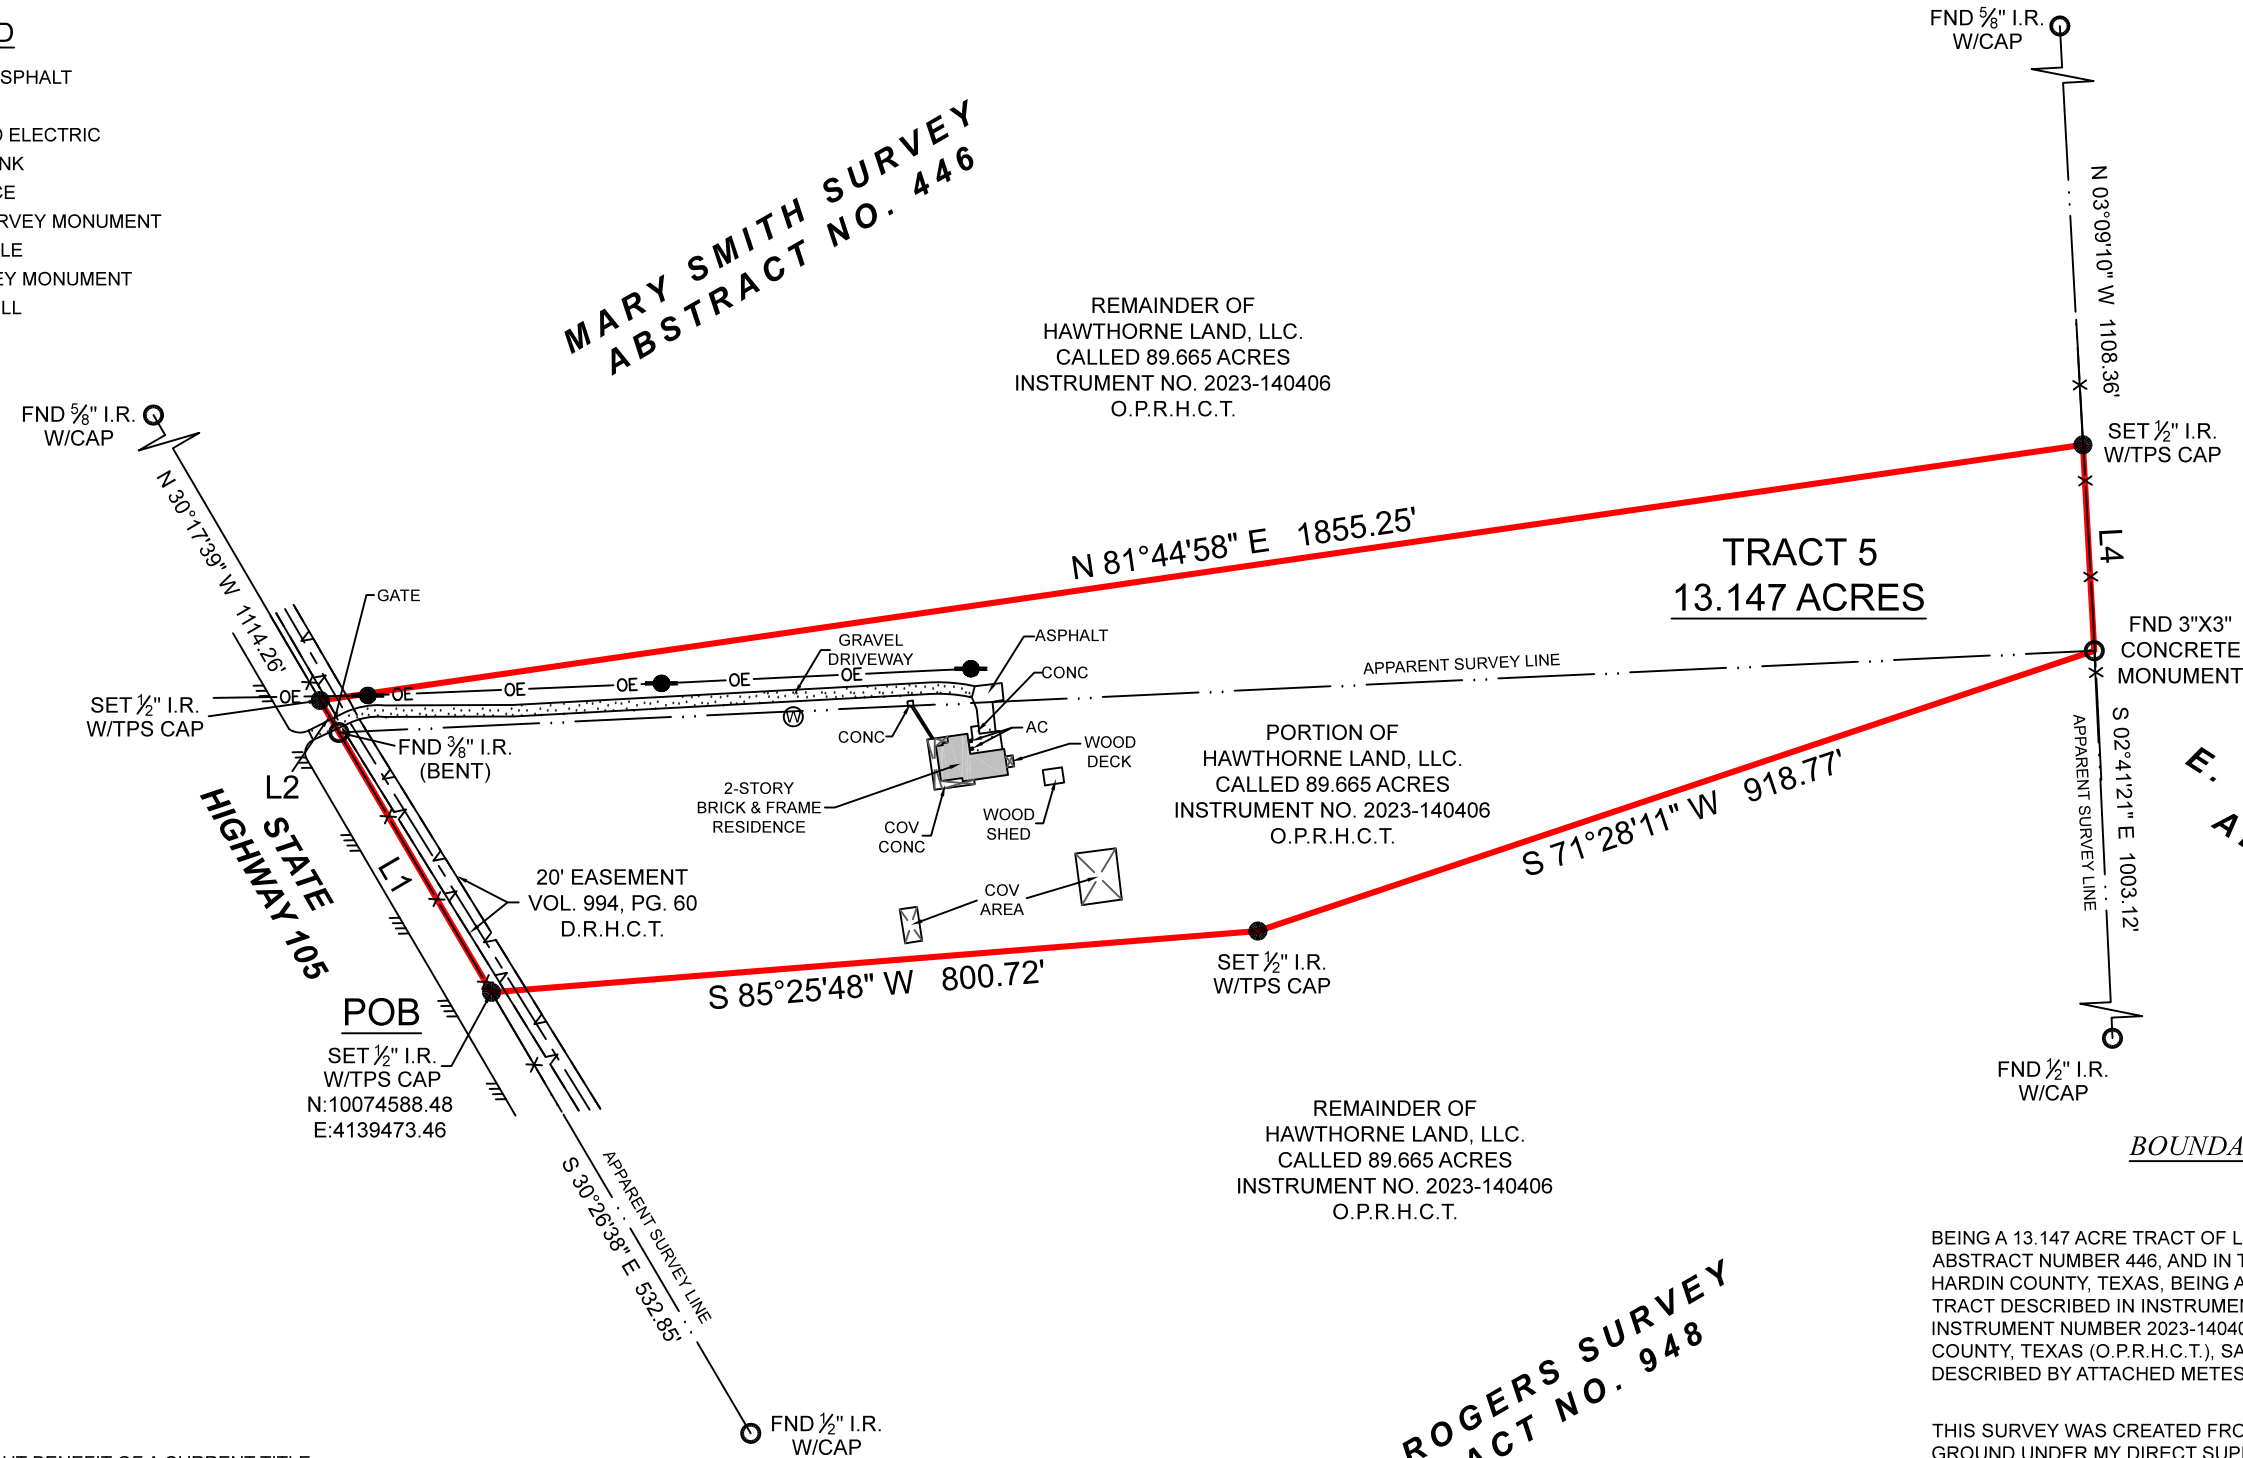 D
SPHALT
ELECTRIC
NK
CE
RVEY MONUMENT
LE
EY MONUMENT
LL
FND 5⁄8" I.R.
W/CAP
MARY SMITH SURVEY
ABSTRACT NO. 446
REMAINDER OF
HAWTHORNE LAND, LLC.
CALLED 89.665 ACRES
INSTRUMENT NO. 2023-140406
O.P.R.H.C.T.
N 03°09'10" W 1108.36'
FND 5⁄8" I.R.
W/CAP
N 30°17'39" W 1114.26'
SET 1⁄2" I.R.
W/TPS CAP
N 81°44'58" E 1855.25'
TRACT 5
13.147 ACRES
L4
GATE
FND 3"X3"
CONCRETE
MONUMENT
GRAVEL
DRIVEWAY
ASPHALT
CONC
APPARENT SURVEY LINE
OE
OE
OE
OE
OE
OE
SET 1⁄2" I.R.
W/TPS CAP
W
FND 3⁄8" I.R.
(BENT)
CONC
AC
WOOD
DECK
L2
STATE
HIGHWAY 105
L1
2-STORY
BRICK & FRAME
RESIDENCE
COV
CONC
WOOD
SHED
PORTION OF
HAWTHORNE LAND, LLC.
CALLED 89.665 ACRES
INSTRUMENT NO. 2023-140406
O.P.R.H.C.T.
S 71°28'11" W 918.77'
APPARENT SURVEY LINE
S 02°41'21" E 1003.12'
E.
20' EASEMENT
VOL. 994, PG. 60
D.R.H.C.T.
COV
AREA
SET 1⁄2" I.R.
W/TPS CAP
S 85°25'48" W 800.72'
POB
SET 1⁄2" I.R.
W/TPS CAP
N:10074588.48
E:4139473.46
FND 1⁄2" I.R.
W/CAP
REMAINDER OF
HAWTHORNE LAND, LLC.
CALLED 89.665 ACRES
INSTRUMENT NO. 2023-140406
O.P.R.H.C.T.
APPARENT SURVEY LINE
S 30°26'38" E 532.85'
FND 1⁄2" I.R.
W/CAP
ROGERS SURVEY
ACT NO. 948
BOUNDA
BEING A 13.147 ACRE TRACT OF L
ABSTRACT NUMBER 446, AND IN T
HARDIN COUNTY, TEXAS, BEING A
TRACT DESCRIBED IN INSTRUMEN
INSTRUMENT NUMBER 2023-14040
COUNTY, TEXAS (O.P.R.H.C.T.), SA
DESCRIBED BY ATTACHED METES
THIS SURVEY WAS CREATED FRO
GROUND UNDER MY DIRECT SUP
BENEFIT OF A CURRENT TITLE